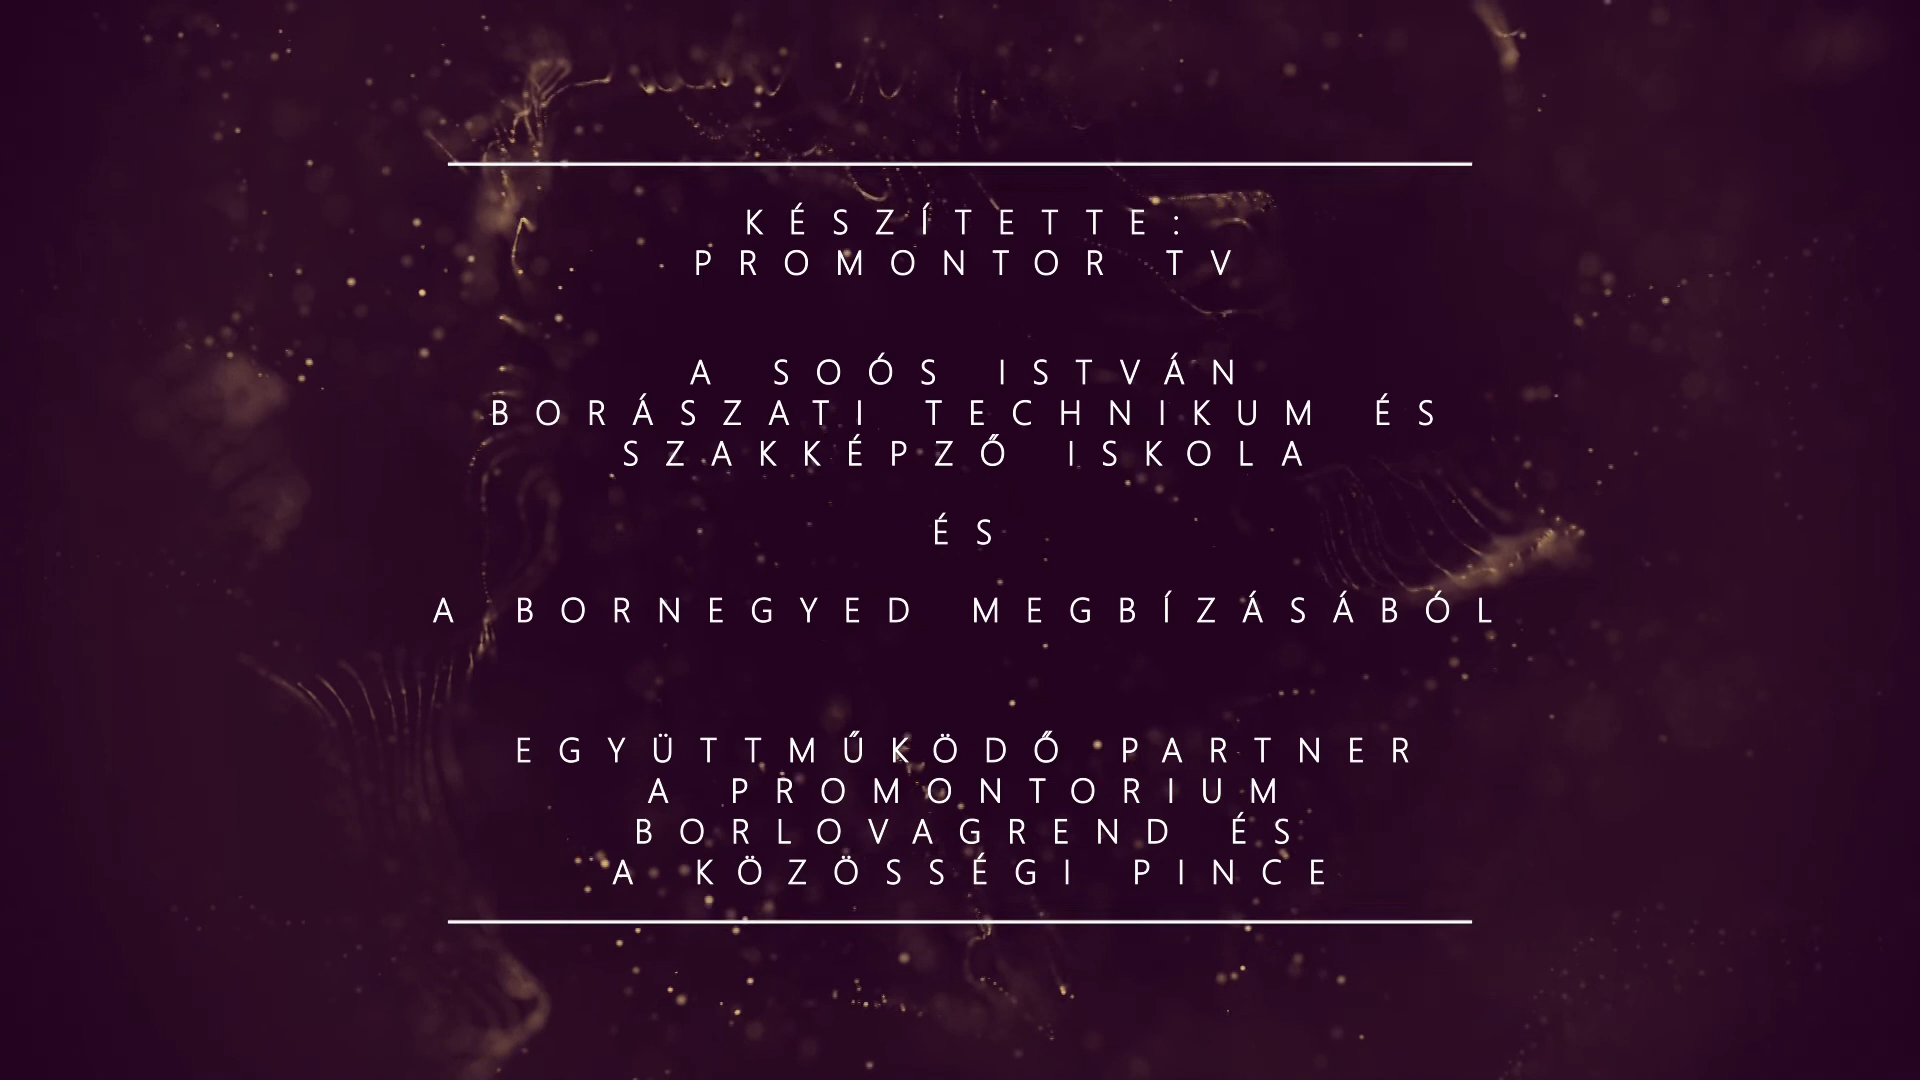 KÉSZÍTETTE:
PROMONTOR TV
A SOÓS ISTVÁN
BORÁSZATI TECHNIKUM ÉS
SZAKKÉPZŐ ISKOLA
ÉS
A BORNEGYED MEGBÍZÁSÁBÓL
EGYÜTTMŰKÖDŐ PARTNER
A PROMONTORIUM
BORLOVAGREND ÉS
A KÖZÖSSÉGI PINCE